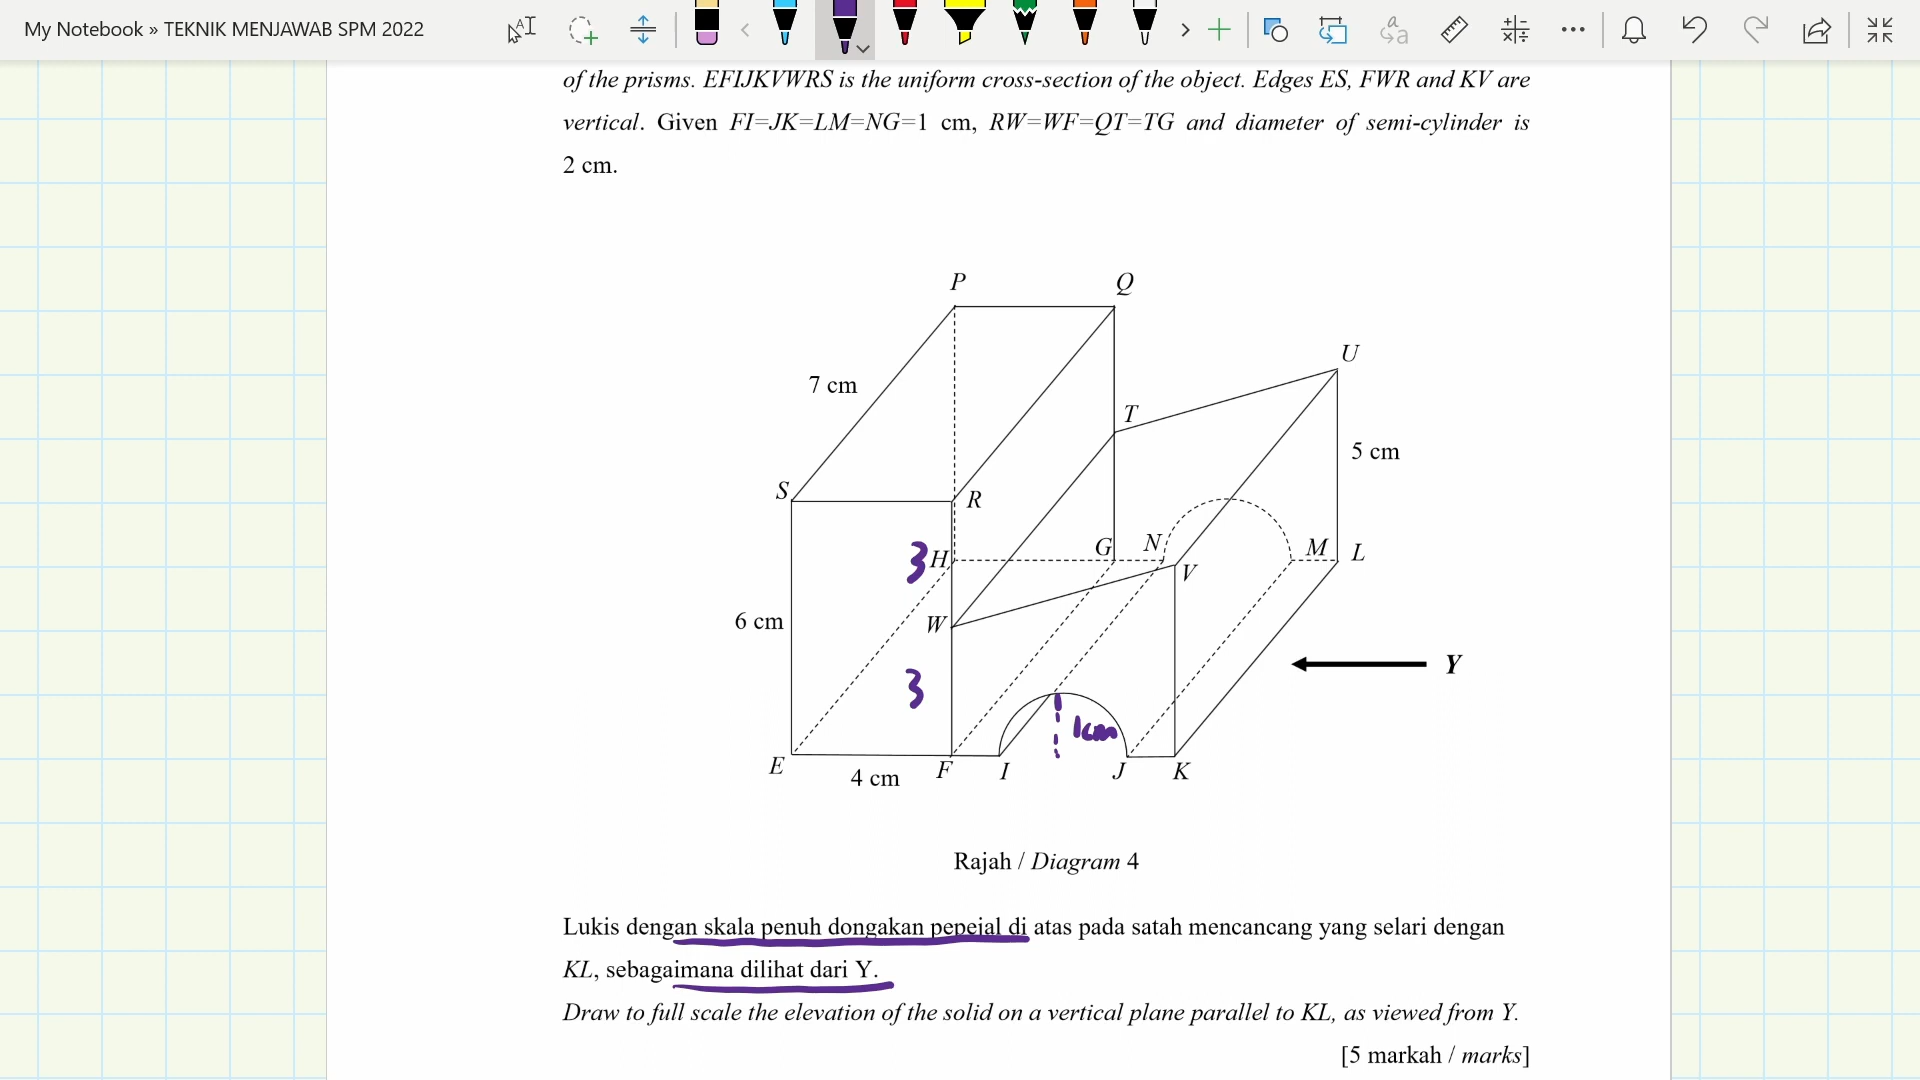 My Notebook » TEKNIK MENJAWAB SPM 2022
of the prisms. EFIJKVWRS is the uniform cross-section of the object. Edges ES, FWR and KV are
vertical. Given FI=JK=LM=NG=1 cm, RW=WF=QT=TG and diameter of semi-cylinder is
2 cm.
P
Q
U
7 cm
T
5 cm
S
R
3
H
G
N
M
L
V
6 cm
W
Y
3
1cm
E
4 cm
F
I
J
K
Rajah / Diagram 4
Lukis dengan skala penuh dongakan pepejal di atas pada satah mencancang yang selari dengan
KL, sebagaimana dilihat dari Y.
Draw to full scale the elevation of the solid on a vertical plane parallel to KL, as viewed from Y.
[5 markah / marks]